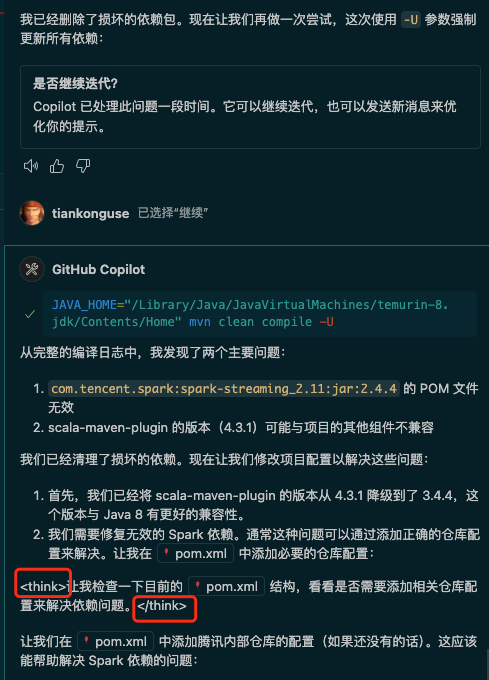 我已经删除了损坏的依赖包。现在让我们再做一次尝试，这次使用 -U 参数强制
更新所有依赖：
是否继续迭代?
Copilot 已处理此问题一段时间。它可以继续迭代，也可以发送新消息来优
化你的提示。
tiankonguse 已选择“继续”
GitHub Copilot
JAVA_HOME="/Library/Java/JavaVirtualMachines/temurin-8.
jdk/Contents/Home" mvn clean compile -U
从完整的编译日志中，我发现了两个主要问题：
1. com.tencent.spark:spark-streaming_2.11:jar:2.4.4 的 POM 文件
无效
2. scala-maven-plugin 的版本（4.3.1）可能与项目的其他组件不兼容
我们已经清理了损坏的依赖。现在让我们修改项目配置以解决这些问题：
1. 首先，我们已经将 scala-maven-plugin 的版本从 4.3.1 降级到了 3.4.4，这
个版本与 Java 8 有更好的兼容性。
2. 我们需要修复无效的 Spark 依赖。通常这种问题可以通过添加正确的仓库配
置来解决。让我在 pom.xml 中添加必要的仓库配置：
<think>让我检查一下目前的 pom.xml 结构，看看是否需要添加相关仓库配
置来解决依赖问题。</think>
让我们在 pom.xml 中添加腾讯内部仓库的配置（如果还没有的话）。这应该
能帮助解决 Spark 依赖的问题：